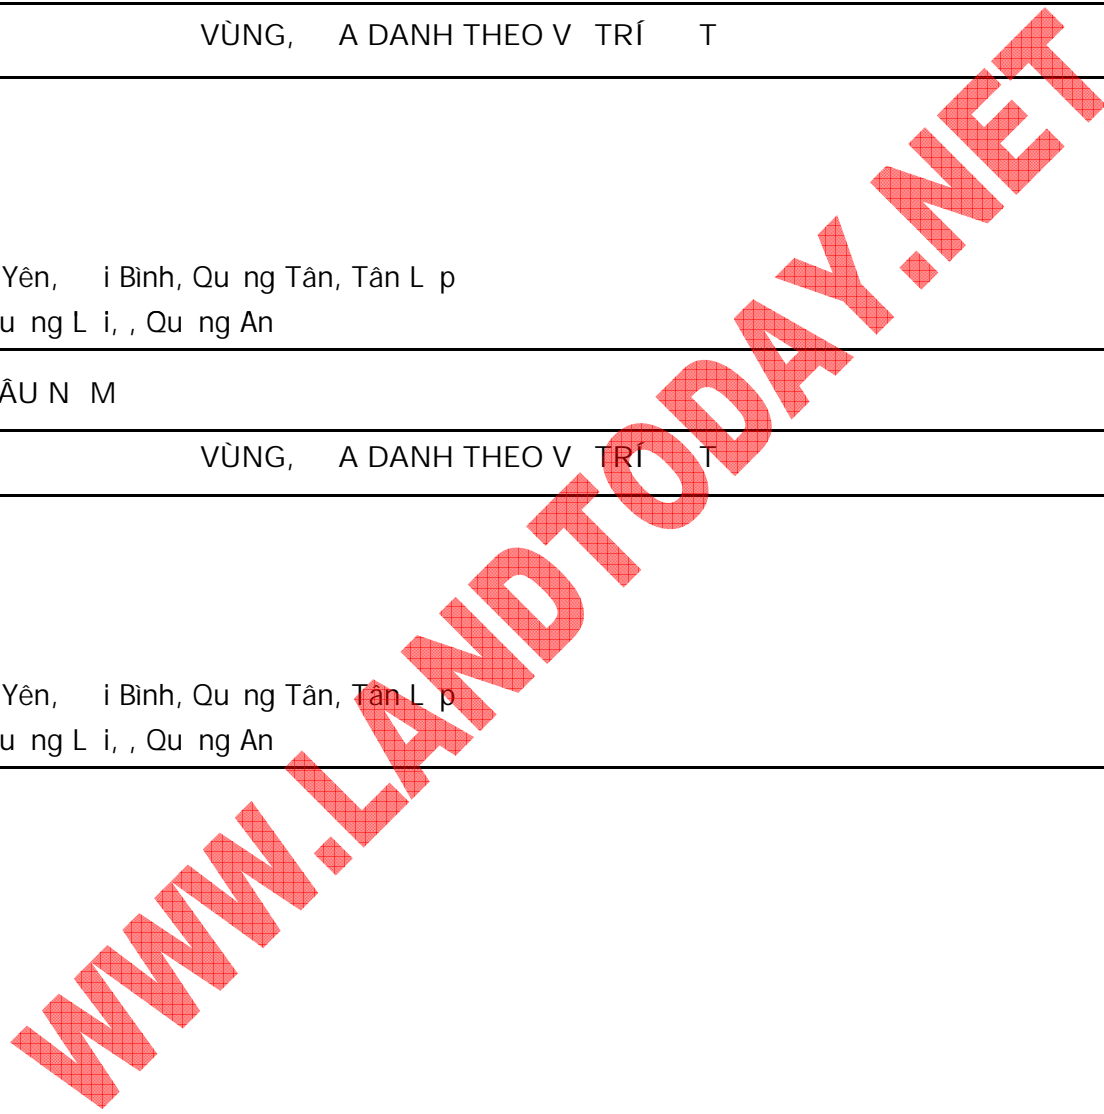 VÙNG, A DANH THEO V TRÍ T
Yên, i Bình, Qu ng Tân, Tân L p
u ng L i, , Qu ng An
ÂU N M
VÙNG, A DANH THEO V TRÍ T
Yên, i Bình, Qu ng Tân, Tân L p
u ng L i, , Qu ng An
WWW.LANDTODAY.NET